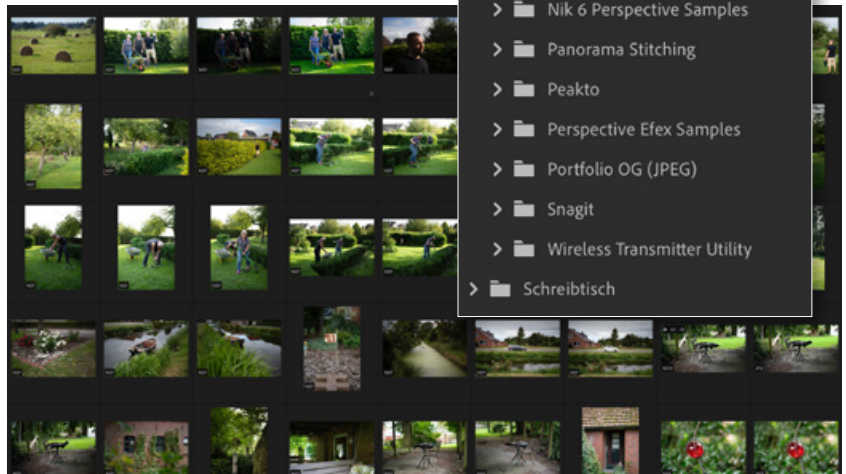 Nik 6 Perspective Samples
Panorama Stitching
Peakto
Perspective Efex Samples
Portfolio OG (JPEG)
Snagit
Wireless Transmitter Utility
Schreibtisch